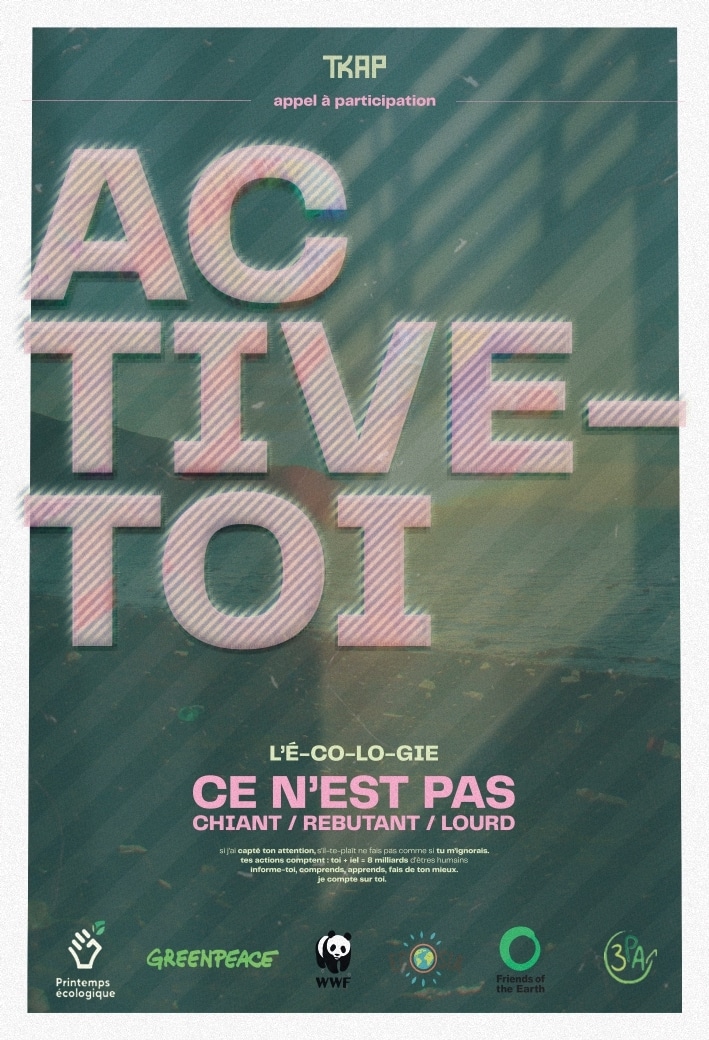 TKAP
appel à participation
AC
TIVE-
TOI
L'É-CO-LO-GIE
CE N'EST PAS
CHIANT / REBUTANT / LOURD
si j'ai capté ton attention, s'il-te-plaît ne fais pas comme si tu m'ignorais.
tes actions comptent : toi + iel = 8 milliards d'êtres humains
informe-toi, comprends, apprends, fais de ton mieux.
je compte sur toi.
Printemps
écologique
GREENPEACE
WWF
Friends of
the Earth
3PA